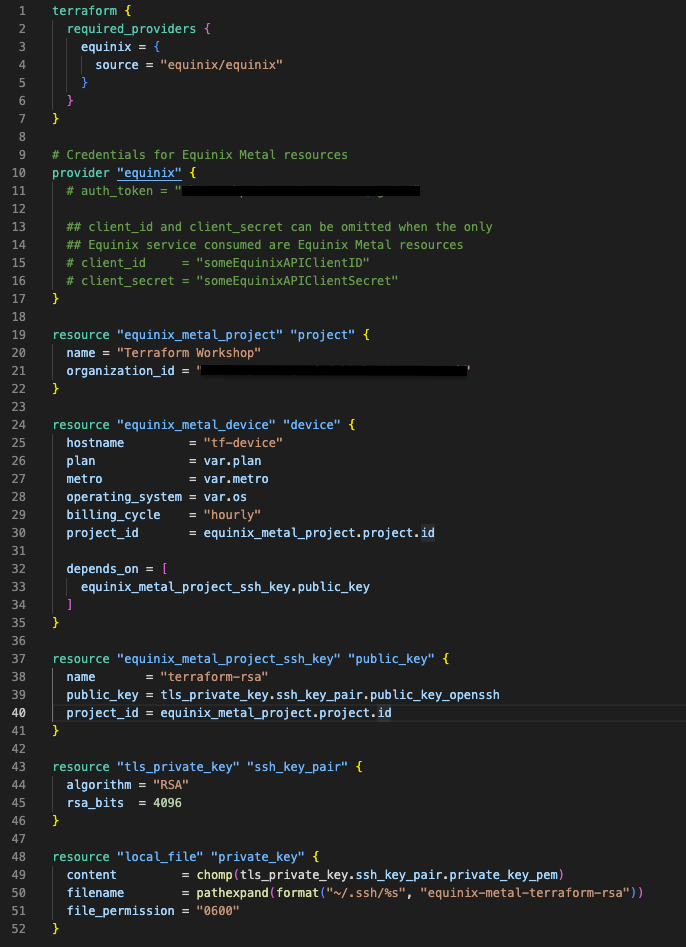 1 terraform {
2 required_providers {
3 equinix = {
4 source = "equinix/equinix"
5 }
6 }
7 }
8
9 # Credentials for Equinix Metal resources
10 provider "equinix" {
11 # auth_token = "
12
13 ## client_id and client_secret can be omitted when the only
14 ## Equinix service consumed are Equinix Metal resources
15 # client_id     = "someEquinixAPIClientID"
16 # client_secret = "someEquinixAPIClientSecret"
17 }
18
19 resource "equinix_metal_project" "project" {
20 name = "Terraform Workshop"
21 organization_id = "
22 }
23
24 resource "equinix_metal_device" "device" {
25 hostname         = "tf-device"
26 plan             = var.plan
27 metro            = var.metro
28 operating_system = var.os
29 billing_cycle    = "hourly"
30 project_id       = equinix_metal_project.project.id
31
32 depends_on = [
33 equinix_metal_project_ssh_key.public_key
34 ]
35 }
36
37 resource "equinix_metal_project_ssh_key" "public_key" {
38 name       = "terraform-rsa"
39 public_key = tls_private_key.ssh_key_pair.public_key_openssh
40 project_id = equinix_metal_project.project.id
41 }
42
43 resource "tls_private_key" "ssh_key_pair" {
44 algorithm = "RSA"
45 rsa_bits  = 4096
46 }
47
48 resource "local_file" "private_key" {
49 content         = chomp(tls_private_key.ssh_key_pair.private_key_pem)
50 filename        = pathexpand(format("~/.ssh/%s", "equinix-metal-terraform-rsa"))
51 file_permission = "0600"
52 }